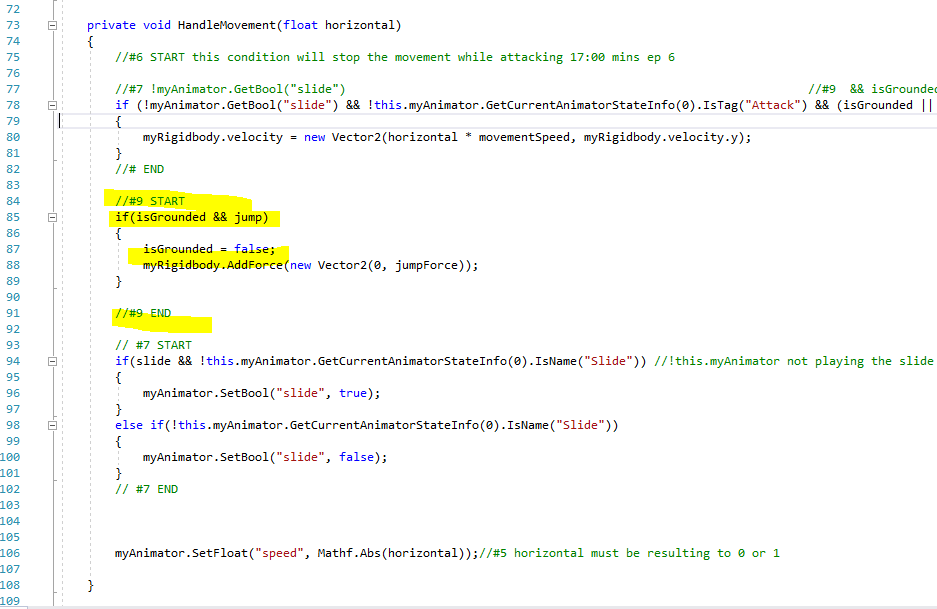 72
73 private void HandleMovement(float horizontal)
74 {
75 //#6 START this condition will stop the movement while attacking 17:00 mins ep 6
76
77 //#7 !myAnimator.GetBool("slide") //#9 && isGrounded
78 if (!myAnimator.GetBool("slide") && !this.myAnimator.GetCurrentAnimatorStateInfo(0).IsTag("Attack") && (isGrounded ||
79 {
80 myRigidbody.velocity = new Vector2(horizontal * movementSpeed, myRigidbody.velocity.y);
81 }
82 //# END
83
84 //#9 START
85 if(isGrounded && jump)
86 {
87 isGrounded = false;
88 myRigidbody.AddForce(new Vector2(0, jumpForce));
89 }
90
91 //#9 END
92
93 // #7 START
94 if(slide && !this.myAnimator.GetCurrentAnimatorStateInfo(0).IsName("Slide")) //!this.myAnimator not playing the slide
95 {
96 myAnimator.SetBool("slide", true);
97 }
98 else if(!this.myAnimator.GetCurrentAnimatorStateInfo(0).IsName("Slide"))
99 {
100 myAnimator.SetBool("slide", false);
101 }
102 // #7 END
103
104
105
106 myAnimator.SetFloat("speed", Mathf.Abs(horizontal));//#5 horizontal must be resulting to 0 or 1
107
108 }
109